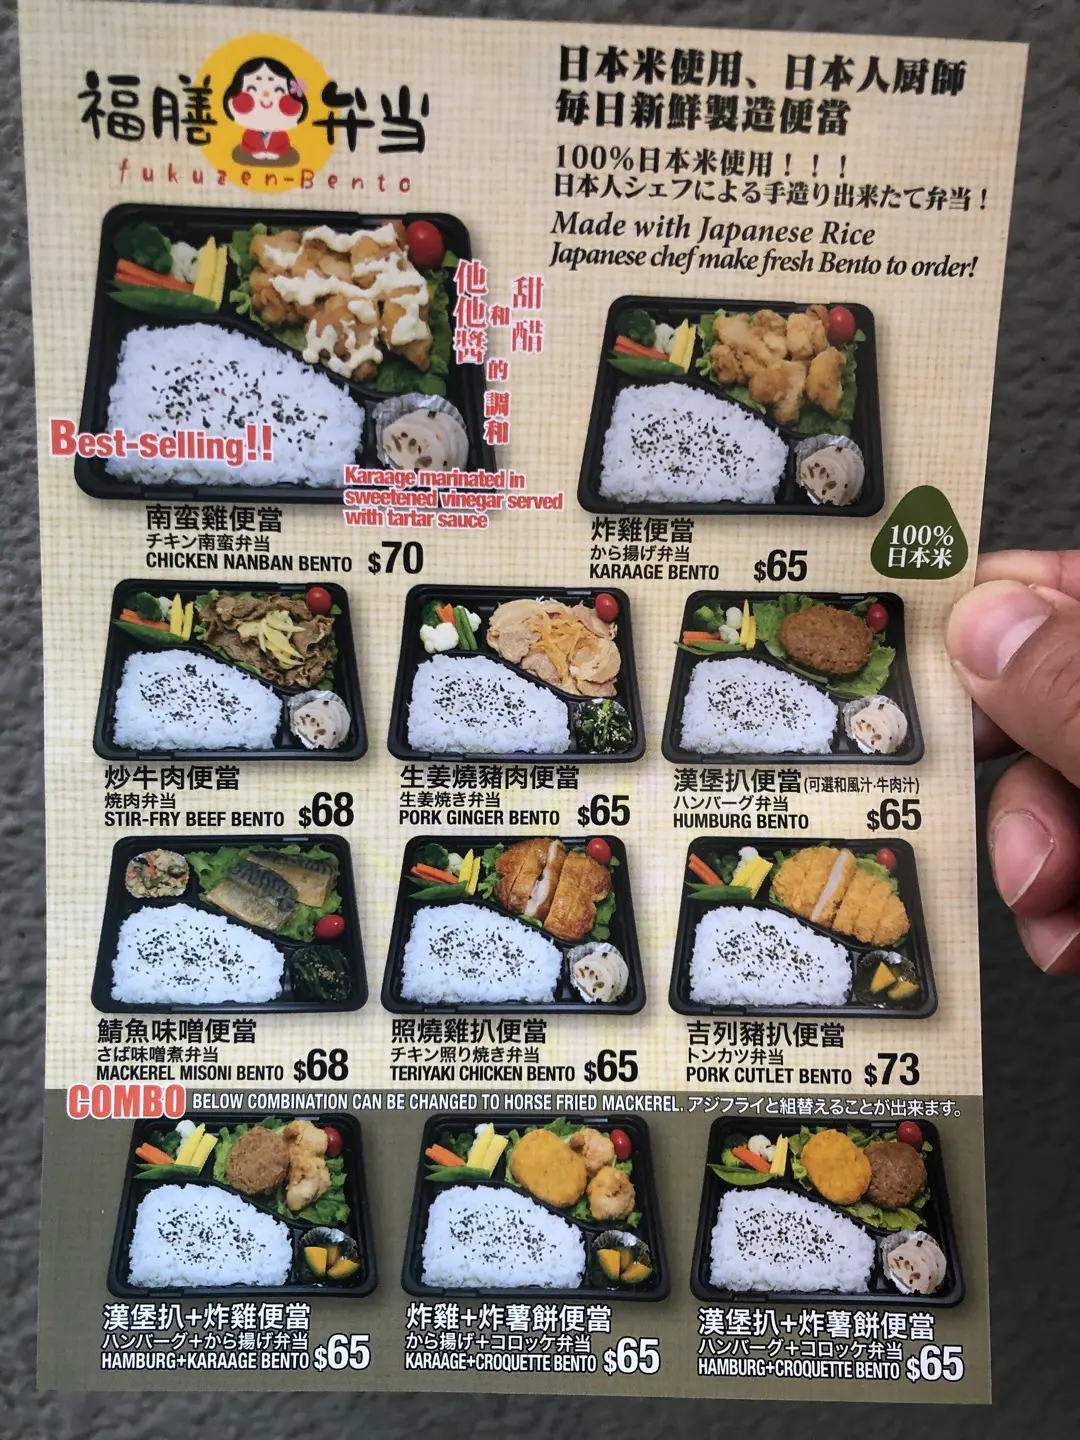 福膳弁当
fukuzen-Bento
日本米使用、日本人厨師
毎日新鮮製造便當
100%日本米使用！！！
日本人シェフによる手造り出来たて弁当！
Made with Japanese Rice
Japanese chef make fresh Bento to order!
他他醬
和
甜醋
的
調和
Best-selling!!
Karaage marinated in
sweetened vinegar served
with tartar sauce
南蛮雞便當
チキン南蛮弁当
CHICKEN NANBAN BENTO $70
炸雞便當
から揚げ弁当
KARAAGE BENTO $65
100%
日本米
炒牛肉便當
焼肉弁当
STIR-FRY BEEF BENTO $68
生姜燒豬肉便當
生姜焼き弁当
PORK GINGER BENTO $65
漢堡扒便當(可選和風汁·牛肉汁)
ハンバーグ弁当
HUMBURG BENTO $65
鯖魚味噌便當
さば味噌煮弁当
MACKEREL MISONI BENTO $68
照燒雞扒便當
チキン照り焼き弁当
TERIYAKI CHICKEN BENTO $65
吉列豬扒便當
トンカツ弁当
PORK CUTLET BENTO $73
COMBO BELOW COMBINATION CAN BE CHANGED TO HORSE FRIED MACKEREL. アジフライと組替えることが出来ます。
漢堡扒+炸雞便當
ハンバーグ+から揚げ弁当
HAMBURG+KARAAGE BENTO $65
炸雞+炸薯餅便當
から揚げ+コロッケ弁当
KARAAGE+CROQUETTE BENTO $65
漢堡扒+炸薯餅便當
ハンバーグ+コロッケ弁当
HAMBURG+CROQUETTE BENTO $65